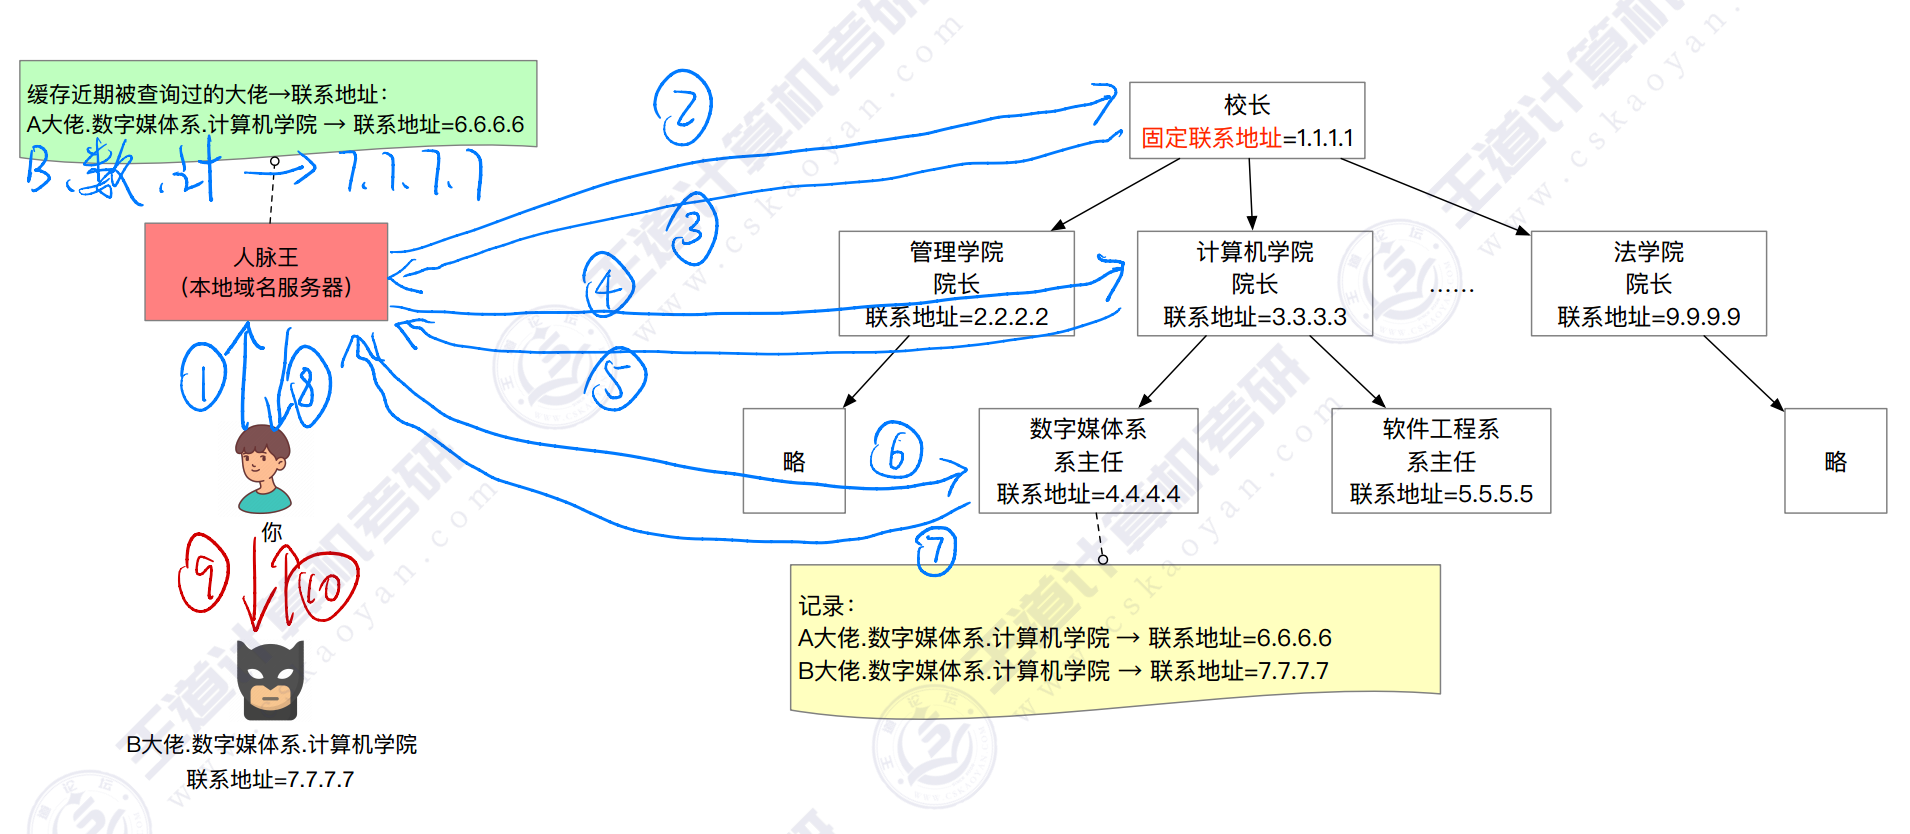 缓存近期被查询过的大佬→联系地址：
A大佬.数字媒体系.计算机学院 → 联系地址=6.6.6.6
B.数.计 → 7.7.7.7
人脉王
（本地域名服务器）
①
⑧
你
⑨
⑩
B大佬.数字媒体系.计算机学院
联系地址=7.7.7.7
②
③
④
⑤
⑥
⑦
校长
固定联系地址=1.1.1.1
管理学院
院长
联系地址=2.2.2.2
计算机学院
院长
联系地址=3.3.3.3
……
法学院
院长
联系地址=9.9.9.9
略
数字媒体系
系主任
联系地址=4.4.4.4
软件工程系
系主任
联系地址=5.5.5.5
略
记录：
A大佬.数字媒体系.计算机学院 → 联系地址=6.6.6.6
B大佬.数字媒体系.计算机学院 → 联系地址=7.7.7.7
王道计算机考研
www.cskaoyan.com